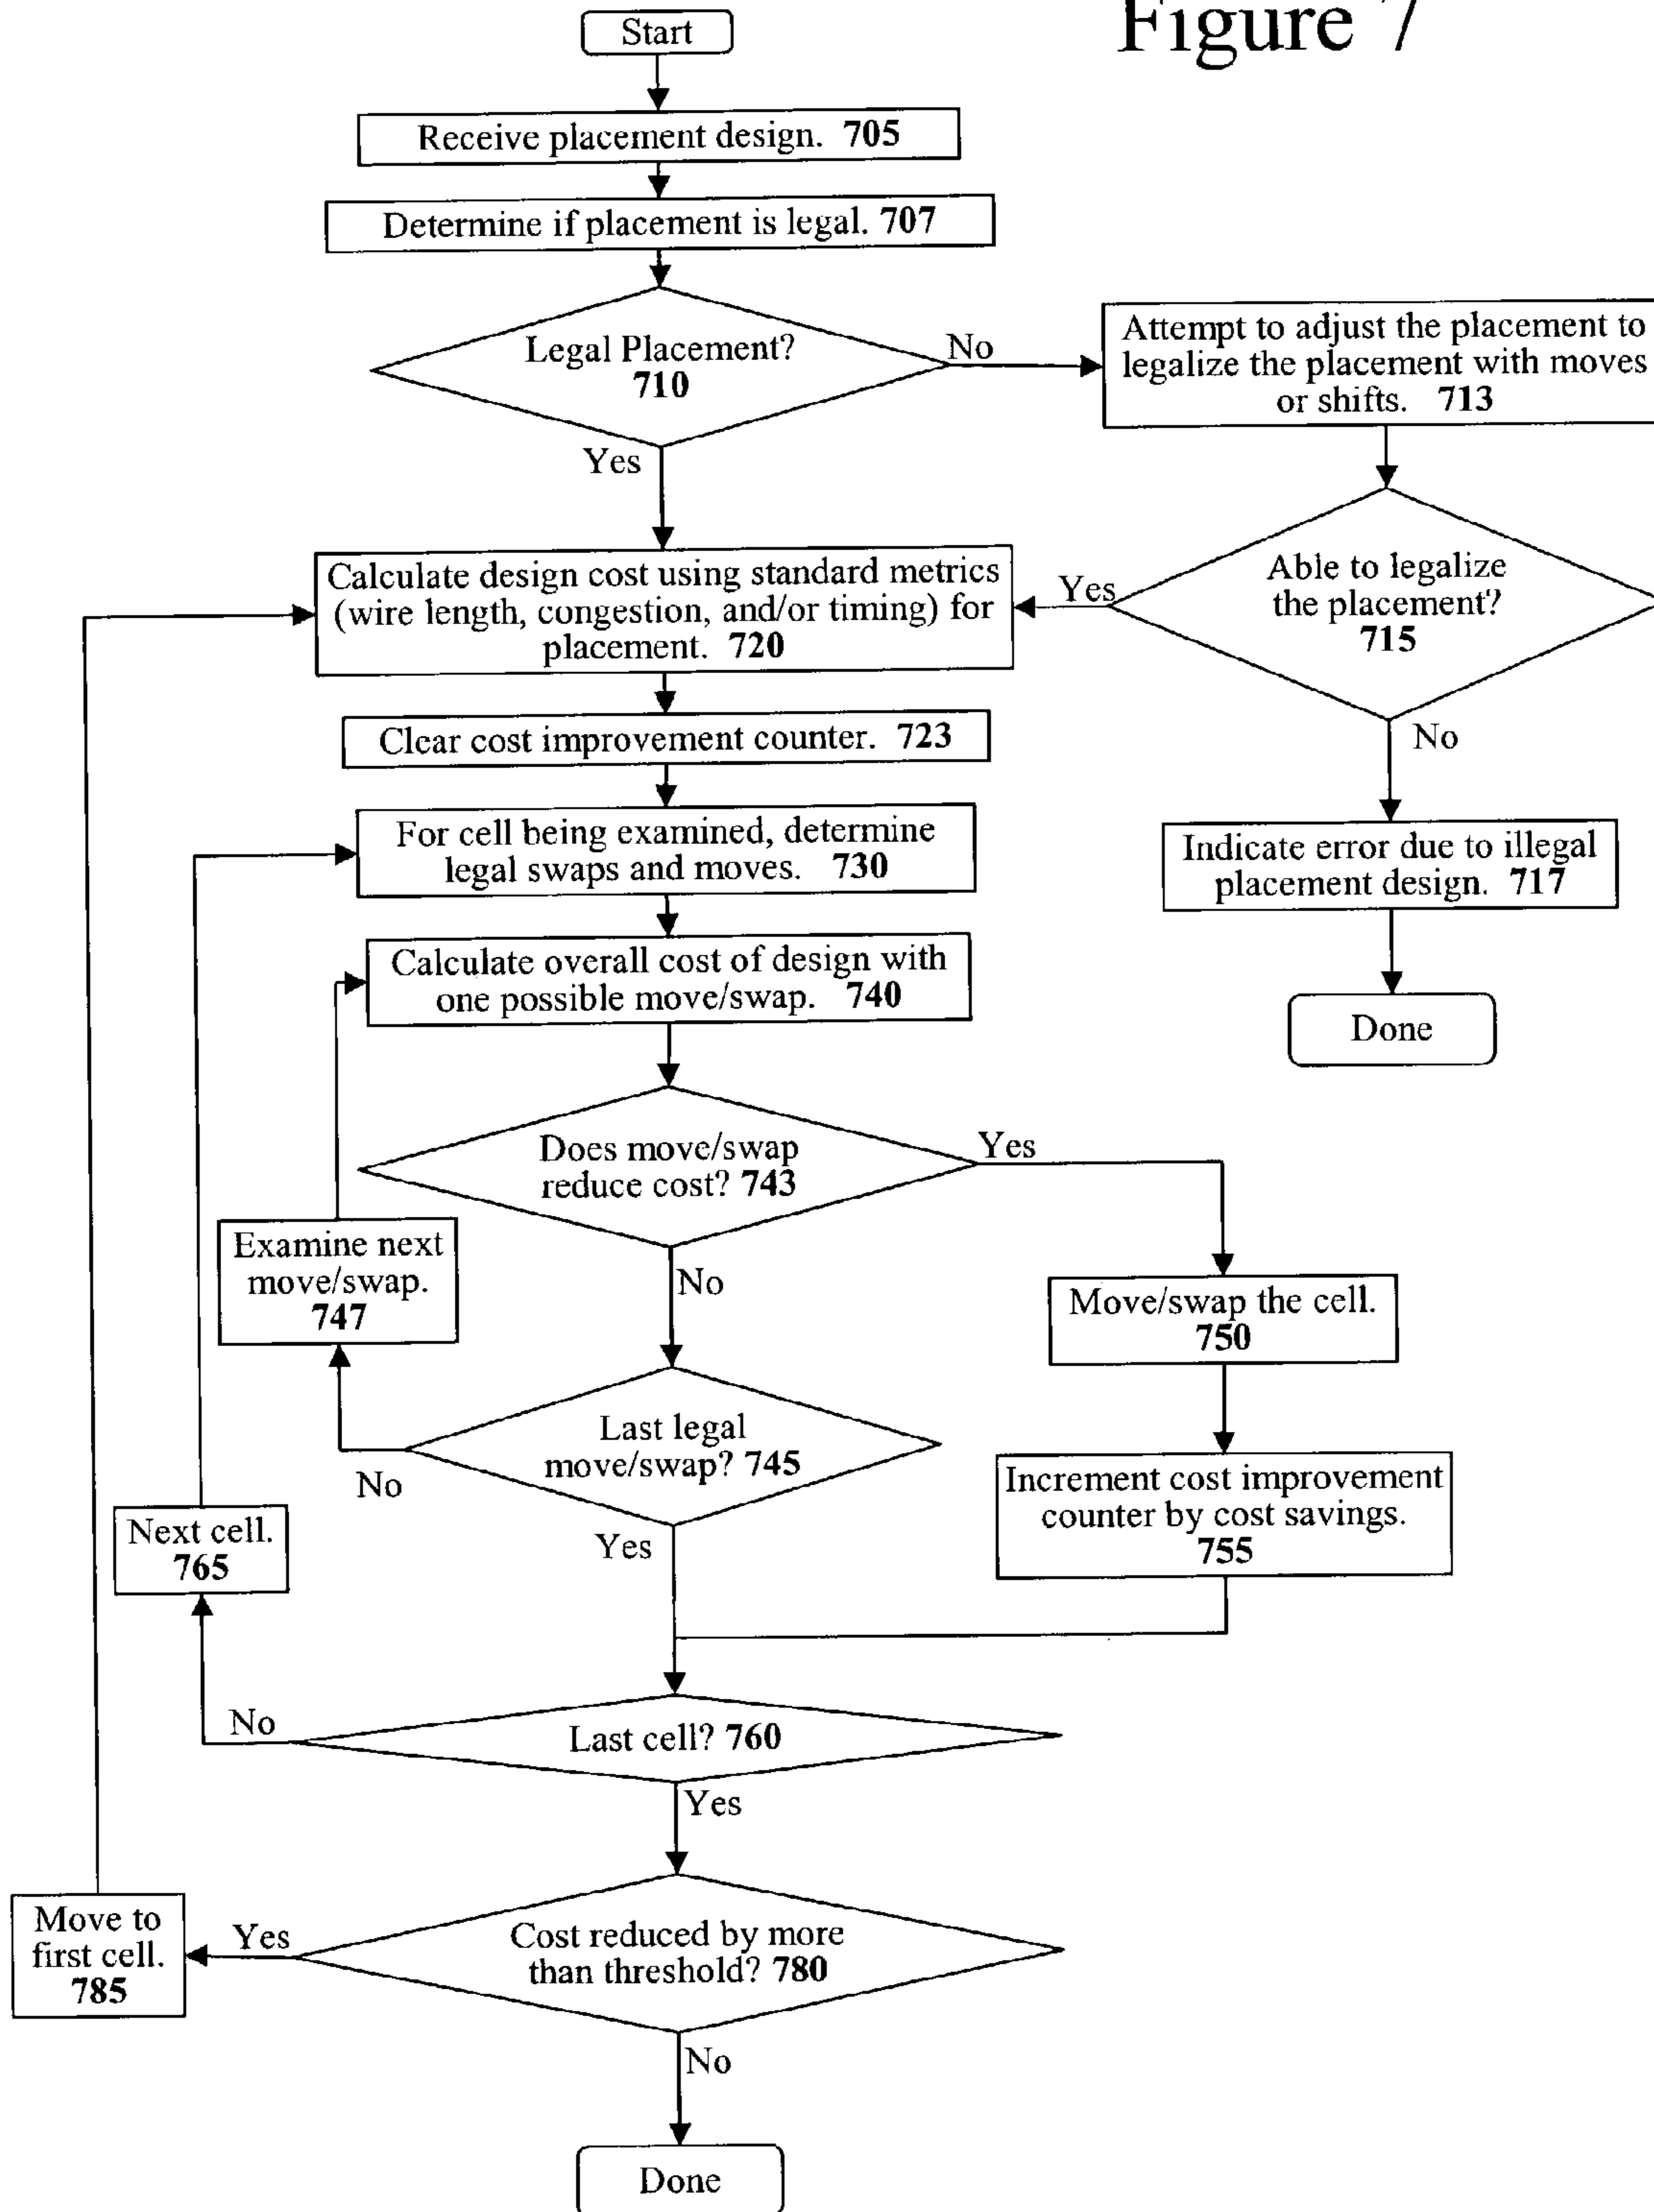 Figure 7
Start
Receive placement design. 705
Determine if placement is legal. 707
Legal Placement?
710
No
Yes
Attempt to adjust the placement to
legalize the placement with moves
or shifts. 713
Able to legalize
the placement?
715
Yes
No
Indicate error due to illegal
placement design. 717
Done
Calculate design cost using standard metrics
(wire length, congestion, and/or timing) for
placement. 720
Clear cost improvement counter. 723
For cell being examined, determine
legal swaps and moves. 730
Calculate overall cost of design with
one possible move/swap. 740
Does move/swap
reduce cost? 743
Yes
No
Examine next
move/swap.
747
Move/swap the cell.
750
Last legal
move/swap? 745
No
Yes
Increment cost improvement
counter by cost savings.
755
Next cell.
765
Last cell? 760
No
Yes
Cost reduced by more
than threshold? 780
Yes
Move to
first cell.
785
No
Done